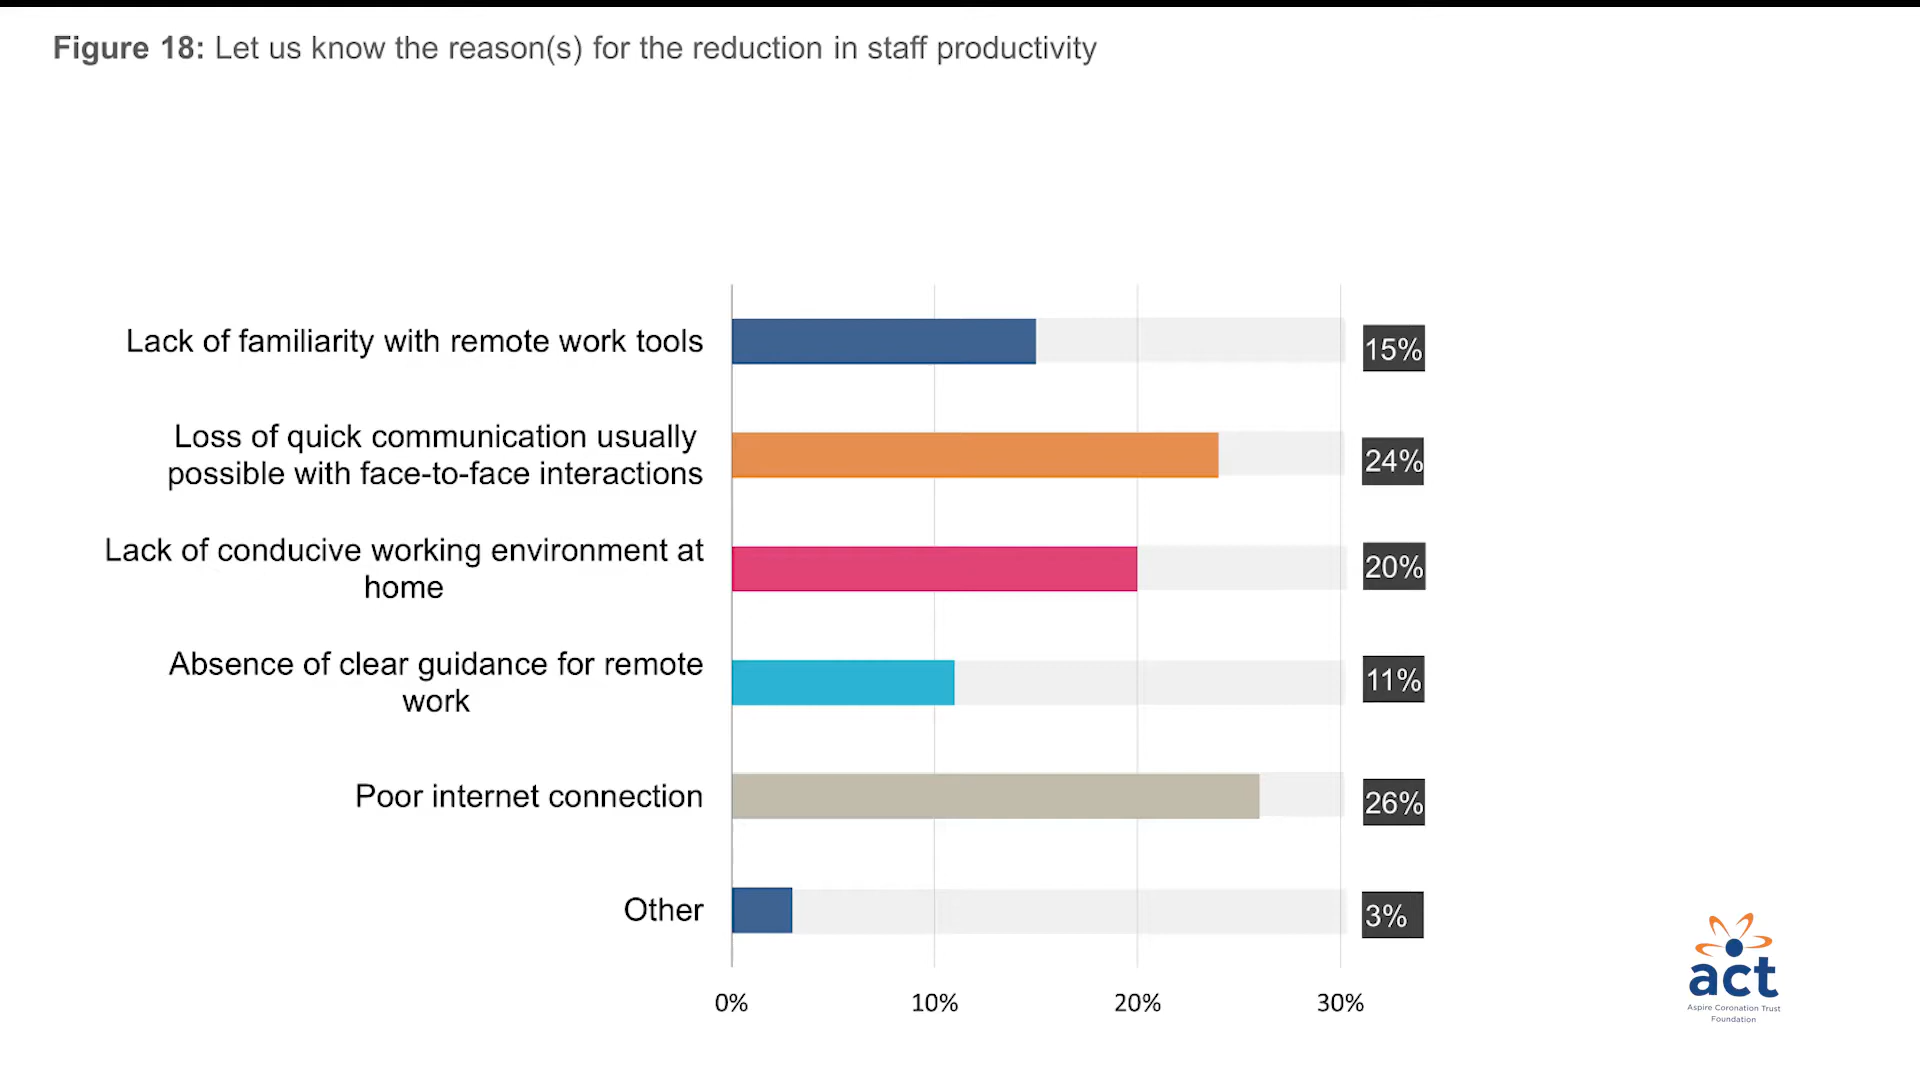 Figure 18: Let us know the reason(s) for the reduction in staff productivity
Lack of familiarity with remote work tools
15%
Loss of quick communication usually
possible with face-to-face interactions
24%
Lack of conducive working environment at
home
20%
Absence of clear guidance for remote
work
11%
Poor internet connection
26%
Other
3%
0% 10% 20% 30%
act
Aspire Coronation Trust
Foundation